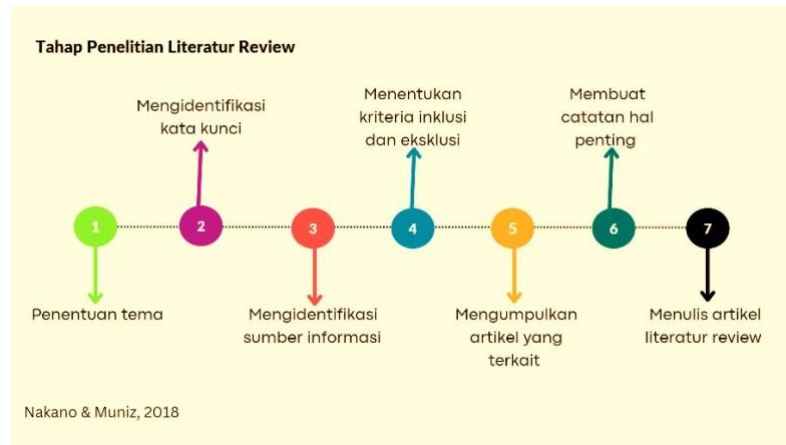 Tahap Penelitian Literatur Review
1
Penentuan tema
2
Mengidentifikasi
kata kunci
3
Mengidentifikasi
sumber informasi
4
Menentukan
kriteria inklusi
dan eksklusi
5
Mengumpulkan
artikel yang
terkait
6
Membuat
catatan hal
penting
7
Menulis artikel
literatur review
Nakano & Muniz, 2018